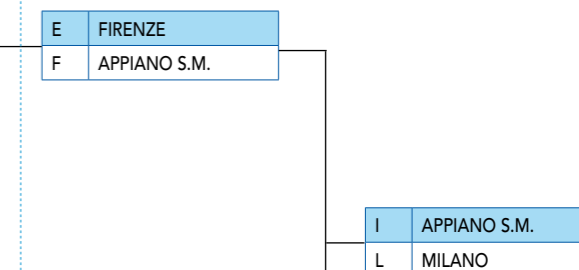 E FIRENZE
F APPIANO S.M.
I APPIANO S.M.
L MILANO